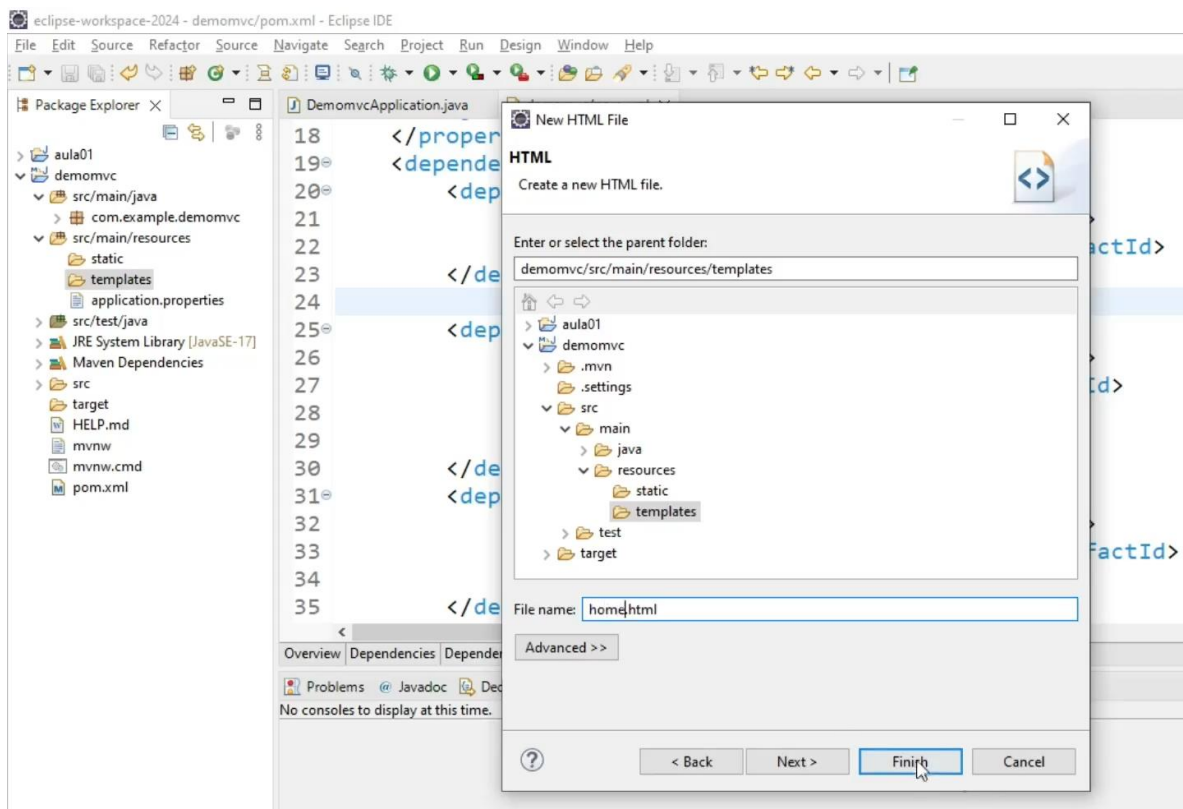 eclipse-workspace-2024 - demomvc/pom.xml - Eclipse IDE
File Edit Source Refactor Source Navigate Search Project Run Design Window Help
Package Explorer
aula01
demomvc
src/main/java
com.example.demomvc
src/main/resources
static
templates
application.properties
src/test/java
JRE System Library [JavaSE-17]
Maven Dependencies
src
target
HELP.md
mvnw
mvnw.cmd
pom.xml
DemomvcApplication.java
18 </proper
19 <depende
20 <dep
21 >
22 actId>
23 </de
24
25 <dep
26 >
27 Id>
28
29
30 </de
31 <dep
32 >
33 factId>
34
35 </de
Overview Dependencies Depende
Problems Javadoc Dec
No consoles to display at this time.
New HTML File
HTML
Create a new HTML file.
Enter or select the parent folder:
demomvc/src/main/resources/templates
aula01
demomvc
.mvn
.settings
src
main
java
resources
static
templates
test
target
File name: home.html
Advanced >>
< Back Next > Finish Cancel